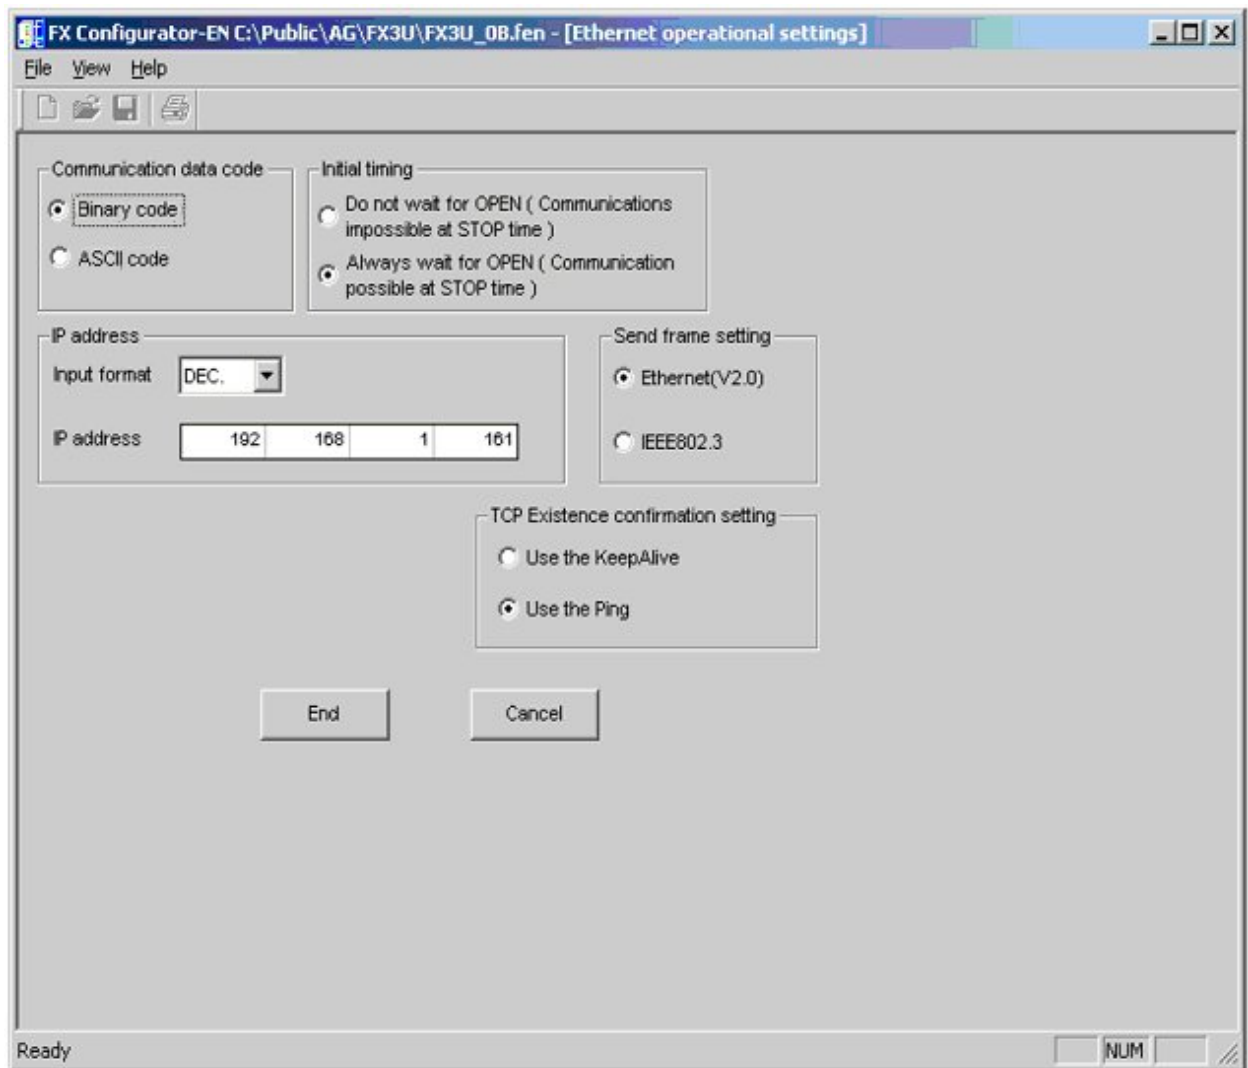 FX Configurator-EN C:\Public\AG\FX3U\FX3U_0B.fen - [Ethernet operational settings]
File View Help
Communication data code
Binary code
ASCII code
Initial timing
Do not wait for OPEN ( Communications
impossible at STOP time )
Always wait for OPEN ( Communication
possible at STOP time )
IP address
Input format DEC.
IP address 192 168 1 161
Send frame setting
Ethernet(V2.0)
IEEE802.3
TCP Existence confirmation setting
Use the KeepAlive
Use the Ping
End Cancel
Ready NUM